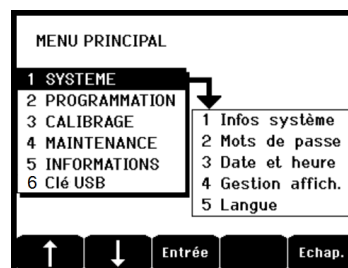 MENU PRINCIPAL
1 SYSTEME
2 PROGRAMMATION
3 CALIBRAGE
4 MAINTENANCE
5 INFORMATIONS
6 Clé USB
1 Infos système
2 Mots de passe
3 Date et heure
4 Gestion affich.
5 Langue
↑ ↓ Entrée Echap.